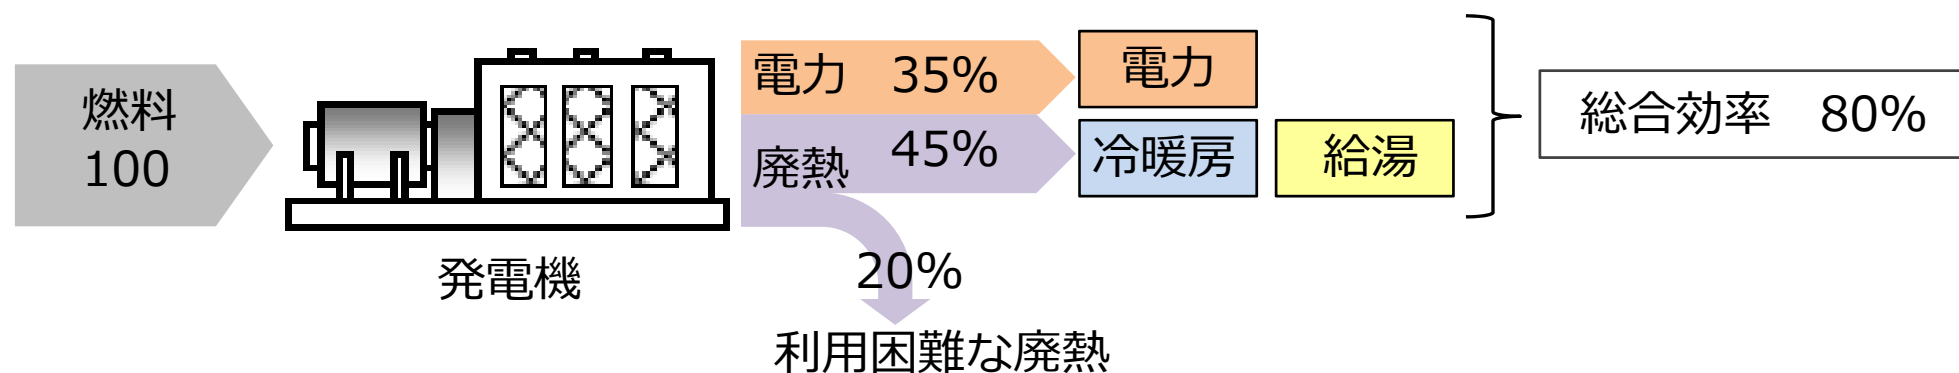 燃料
100
発電機
電力 35%
廃熱 45%
20%
利用困難な廃熱
電力
冷暖房
給湯
総合効率 80%